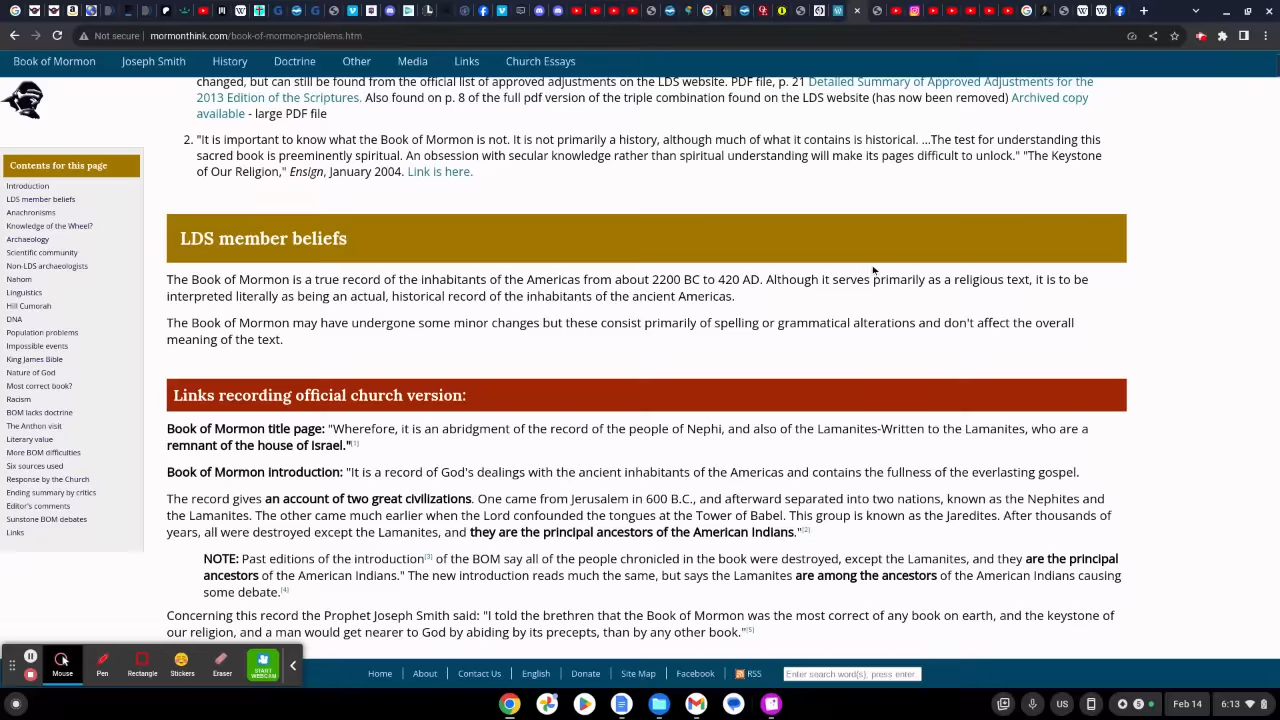 Not secure | mormonthink.com/book-of-mormon-problems.htm
Book of Mormon Joseph Smith History Doctrine Other Media Links Church Essays
changed, but can still be found from the official list of approved adjustments on the LDS website. PDF file, p. 21 Detailed Summary of Approved Adjustments for the
2013 Edition of the Scriptures. Also found on p. 8 of the full pdf version of the triple combination found on the LDS website (has now been removed) Archived copy
available - large PDF file
2. "It is important to know what the Book of Mormon is not. It is not primarily a history, although much of what it contains is historical. ...The test for understanding this
sacred book is preeminently spiritual. An obsession with secular knowledge rather than spiritual understanding will make its pages difficult to unlock." "The Keystone
of Our Religion," Ensign, January 2004. Link is here.
Contents for this page
Introduction
LDS member beliefs
Anachronisms
Knowledge of the Wheel?
Archaeology
Scientific community
Non-LDS archaeologists
Nahom
Linguistics
Hill Cumorah
DNA
Population problems
Impossible events
King James Bible
Nature of God
Most correct book?
Racism
BOM lacks doctrine
The Anthon visit
Literary value
More BOM difficulties
Six sources used
Response by the Church
Ending summary by critics
Editor's comments
Sunstone BOM debates
Links
LDS member beliefs
The Book of Mormon is a true record of the inhabitants of the Americas from about 2200 BC to 420 AD. Although it serves primarily as a religious text, it is to be
interpreted literally as being an actual, historical record of the inhabitants of the ancient Americas.
The Book of Mormon may have undergone some minor changes but these consist primarily of spelling or grammatical alterations and don't affect the overall
meaning of the text.
Links recording official church version:
Book of Mormon title page: "Wherefore, it is an abridgment of the record of the people of Nephi, and also of the Lamanites-Written to the Lamanites, who are a
remnant of the house of Israel."[1]
Book of Mormon Introduction: "It is a record of God's dealings with the ancient inhabitants of the Americas and contains the fullness of the everlasting gospel.
The record gives an account of two great civilizations. One came from Jerusalem in 600 B.C., and afterward separated into two nations, known as the Nephites and
the Lamanites. The other came much earlier when the Lord confounded the tongues at the Tower of Babel. This group is known as the Jaredites. After thousands of
years, all were destroyed except the Lamanites, and they are the principal ancestors of the American Indians."[2]
NOTE: Past editions of the introduction[3] of the BOM say all of the people chronicled in the book were destroyed, except the Lamanites, and they are the principal
ancestors of the American Indians." The new introduction reads much the same, but says the Lamanites are among the ancestors of the American Indians causing
some debate.[4]
Concerning this record the Prophet Joseph Smith said: "I told the brethren that the Book of Mormon was the most correct of any book on earth, and the keystone of
our religion, and a man would get nearer to God by abiding by its precepts, than by any other book."[5]
Mouse Pen Rectangle Stickers Eraser START WEBCAM
Home About Contact Us English Donate Site Map Facebook RSS Enter search word(s), press enter
US Feb 14 6:13